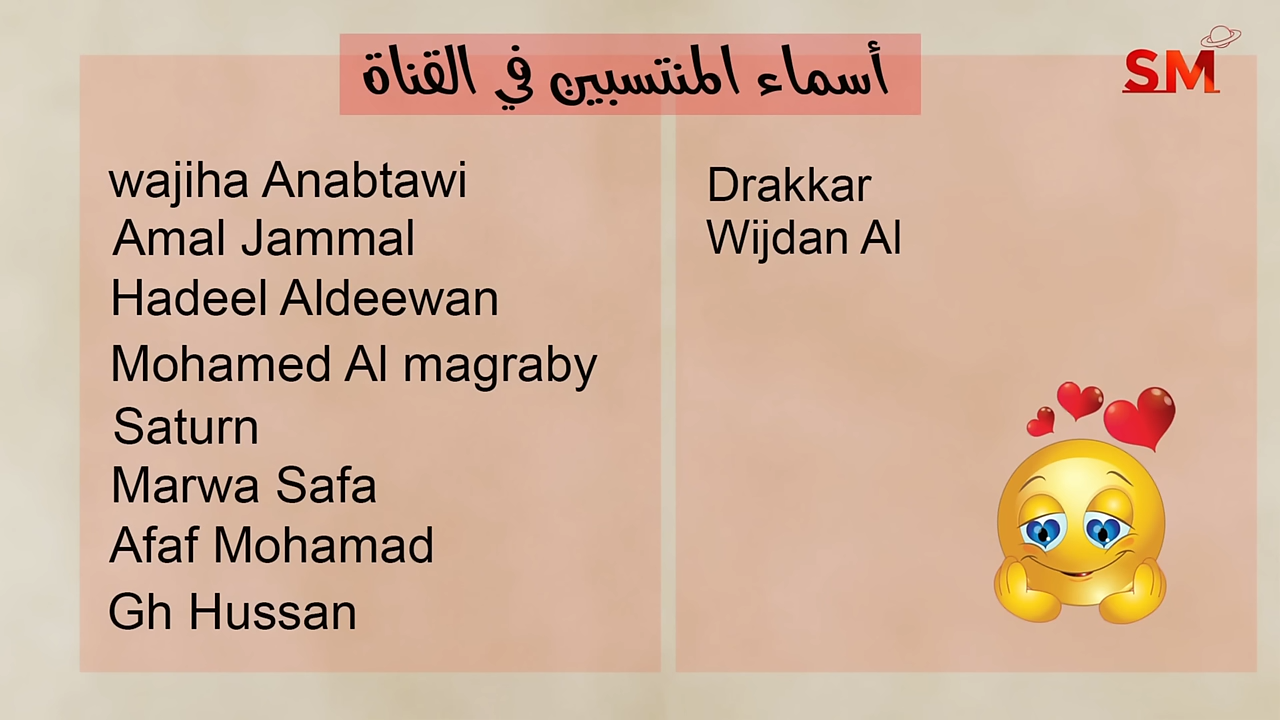 أسماء المنتسبين في القناة
SM
wajiha Anabtawi
Amal Jammal
Hadeel Aldeewan
Mohamed Al magraby
Saturn
Marwa Safa
Afaf Mohamad
Gh Hussan
Drakkar
Wijdan Al